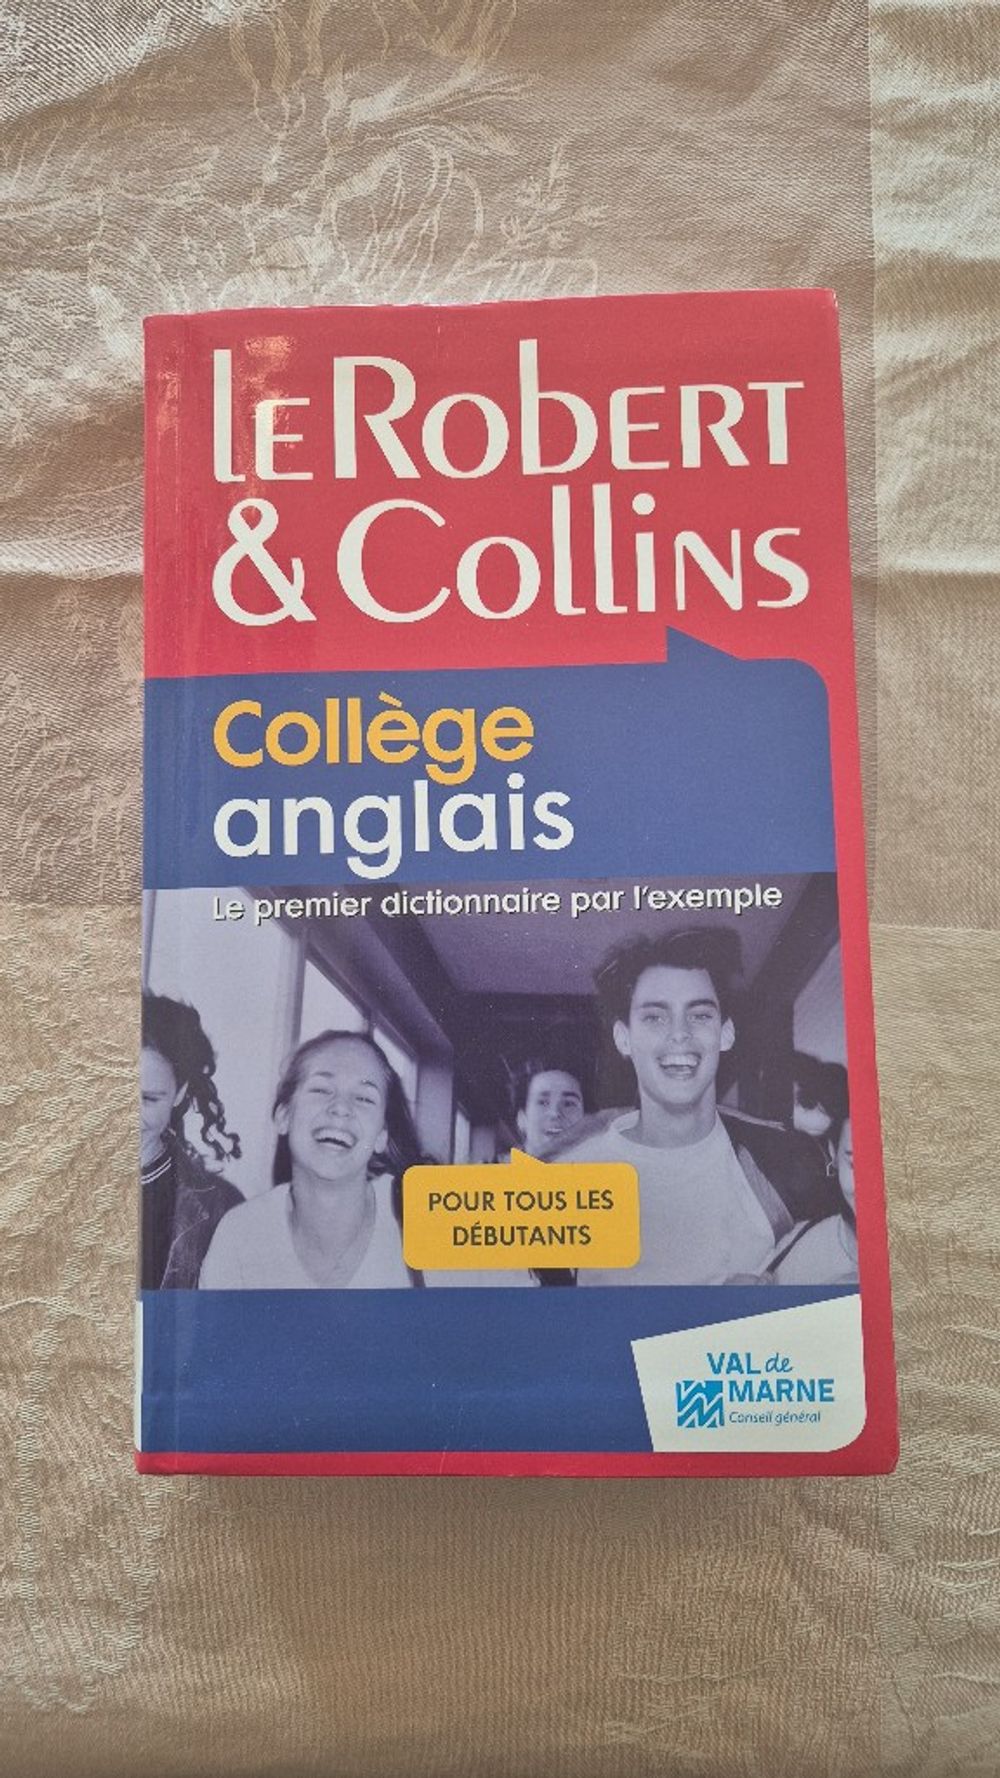 Le Robert
& Collins
Collège
anglais
Le premier dictionnaire par l'exemple
POUR TOUS LES
DÉBUTANTS
VAL de
MARNE
Conseil général